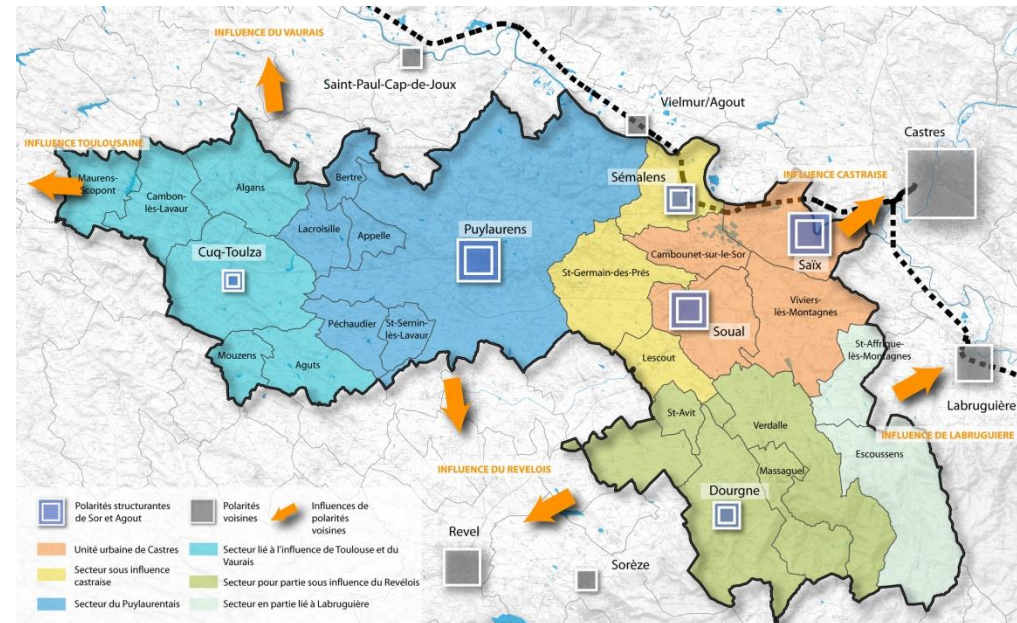 INFLUENCE DU VAURAIS
Saint-Paul-Cap-de-Joux
Vielmur/Agout
Castres
INFLUENCE TOULOUSAINE
Maurens-
Scopont
Cambon-
lès-Lavaur
Algans
Bertre
Sémalens
INFLUENCE CASTRAISE
Lacroisille
Appelle
Puylaurens
Cuq-Toulza
Cambounet-sur-le-Sor
Saïx
St-Germain-des-Prés
Viviers-
lès-Montagnes
Péchaudier
St-Sernin-
lès-Lavaur
Soual
Mouzens
Aguts
Lescout
St-Affrique-
lès-Montagnes
Labruguière
St-Avit
Verdalle
INFLUENCE DE LABRUGUIERE
Escoussens
INFLUENCE DU REVELOIS
Massaguel
Dourgne
Revel
Sorèze
Polarités structurantes
de Sor et Agout
Polarités
voisines
Influences de
polarités
voisines
Unité urbaine de Castres
Secteur sous influence
castraise
Secteur du Puylaurentais
Secteur lié à l'influence de Toulouse et du
Vaurais
Secteur pour partie sous influence du Revélois
Secteur en partie lié à Labruguière